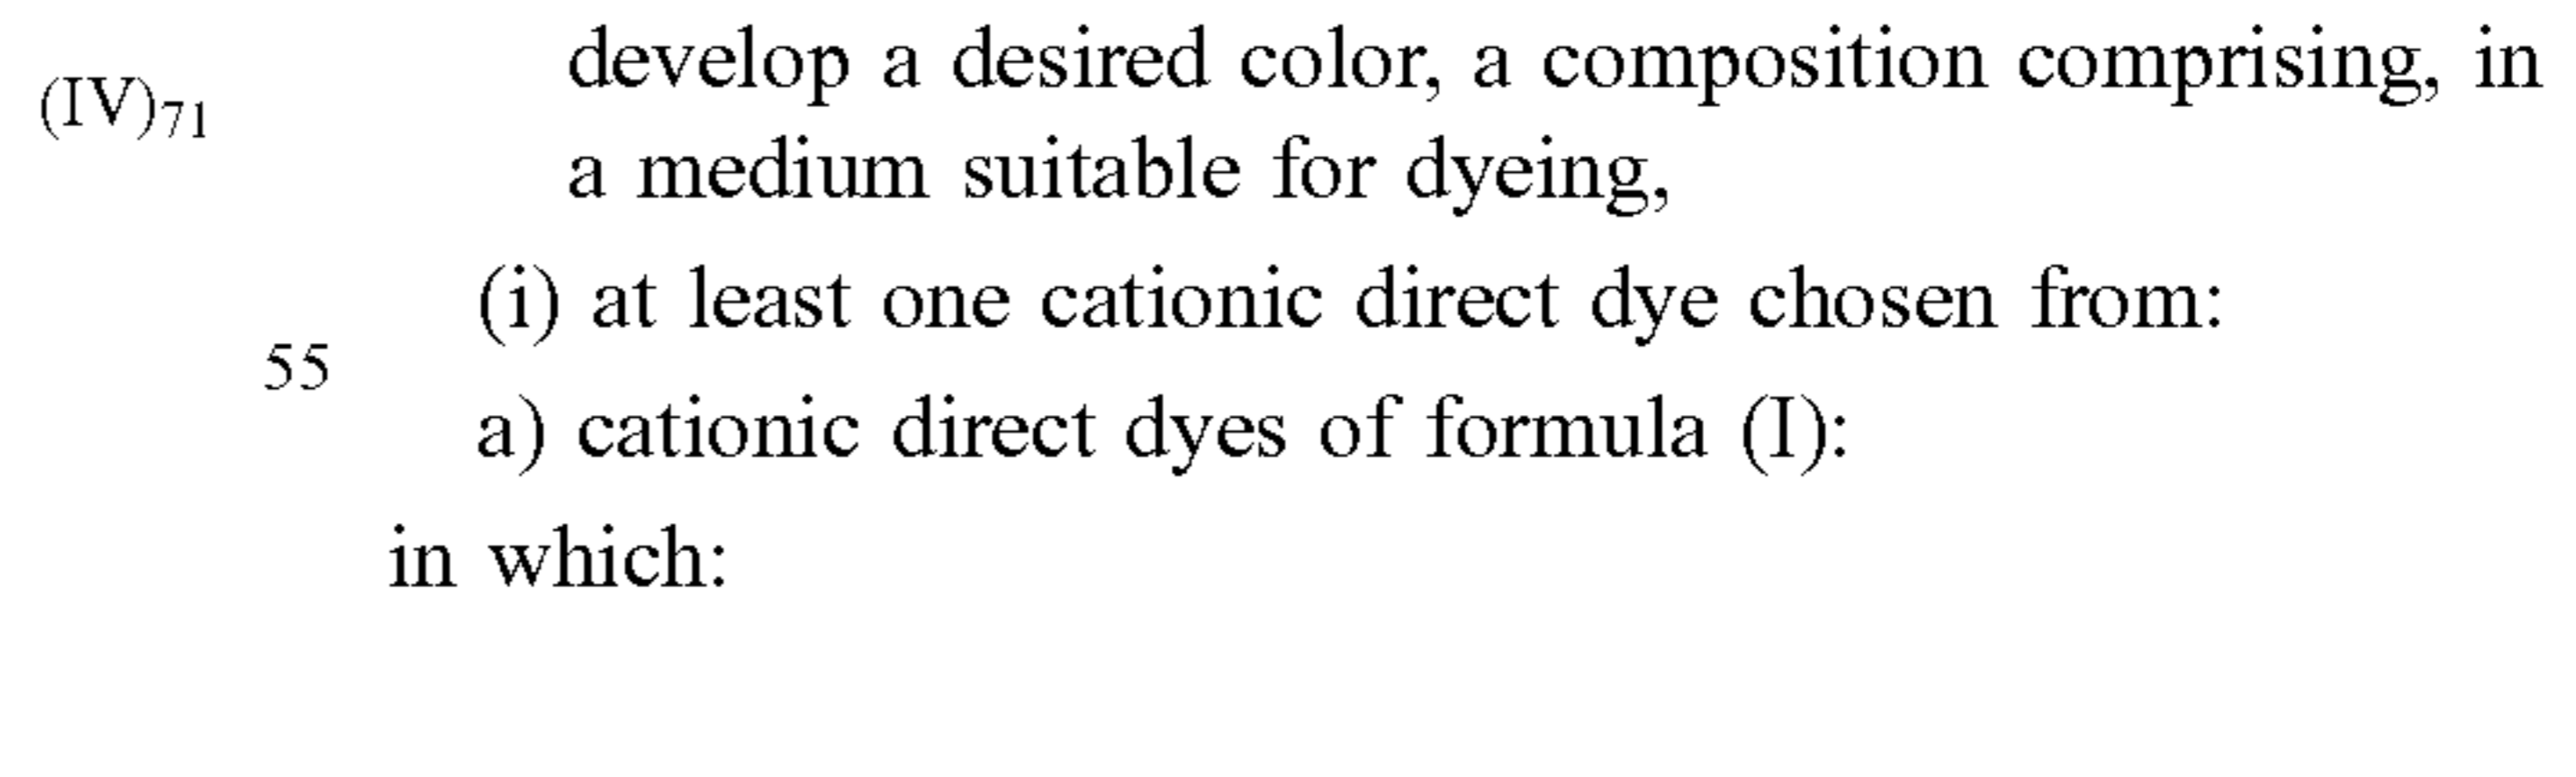 (IV)71
develop a desired color, a composition comprising, in
a medium suitable for dyeing,
(i) at least one cationic direct dye chosen from:
55
a) cationic direct dyes of formula (I):
in which: